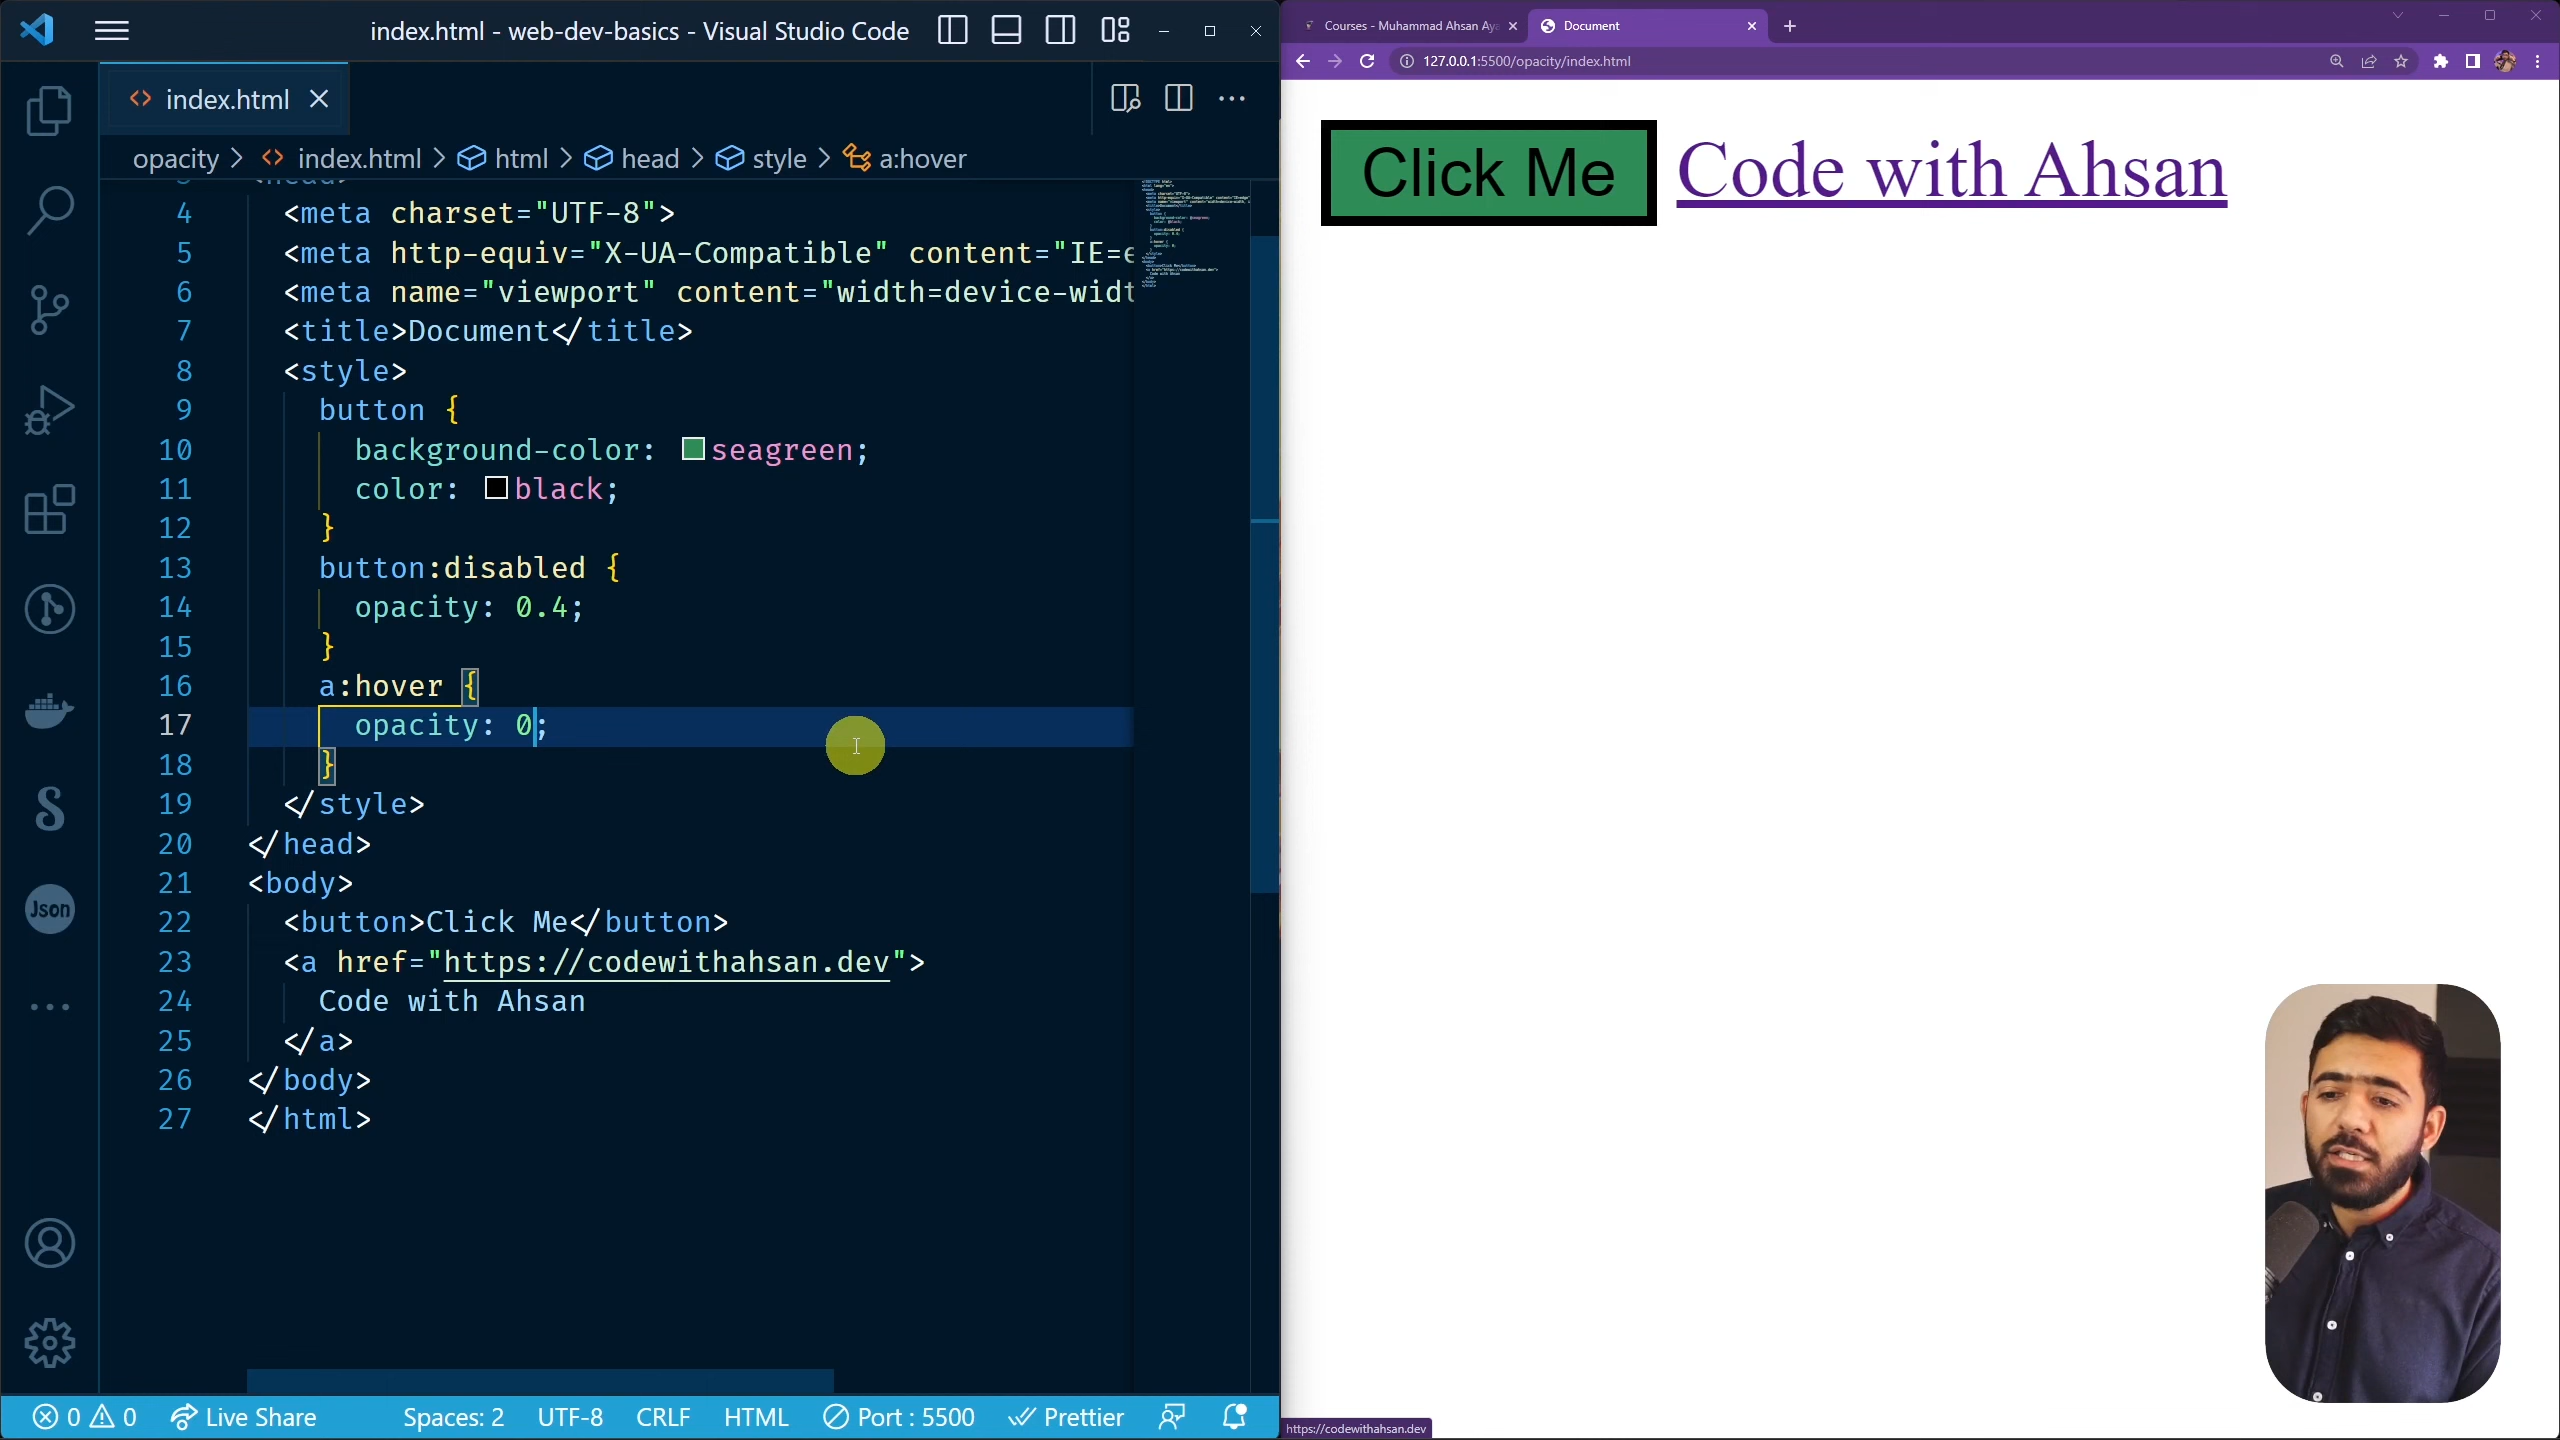 index.html - web-dev-basics - Visual Studio Code
index.html
opacity > index.html > html > head > style > a:hover
4 <meta charset="UTF-8">
5 <meta http-equiv="X-UA-Compatible" content="IE=e
6 <meta name="viewport" content="width=device-widt
7 <title>Document</title>
8 <style>
9 button {
10 background-color: seagreen;
11 color: black;
12 }
13 button:disabled {
14 opacity: 0.4;
15 }
16 a:hover {
17 opacity: 0;
18 }
19 </style>
20 </head>
21 <body>
22 <button>Click Me</button>
23 <a href="https://codewithahsan.dev">
24 Code with Ahsan
25 </a>
26 </body>
27 </html>
Json
0 0 Live Share Spaces: 2 UTF-8 CRLF HTML Port : 5500 Prettier
Courses - Muhammad Ahsan Aya Document
127.0.0.1:5500/opacity/index.html
Click Me Code with Ahsan
https://codewithahsan.dev